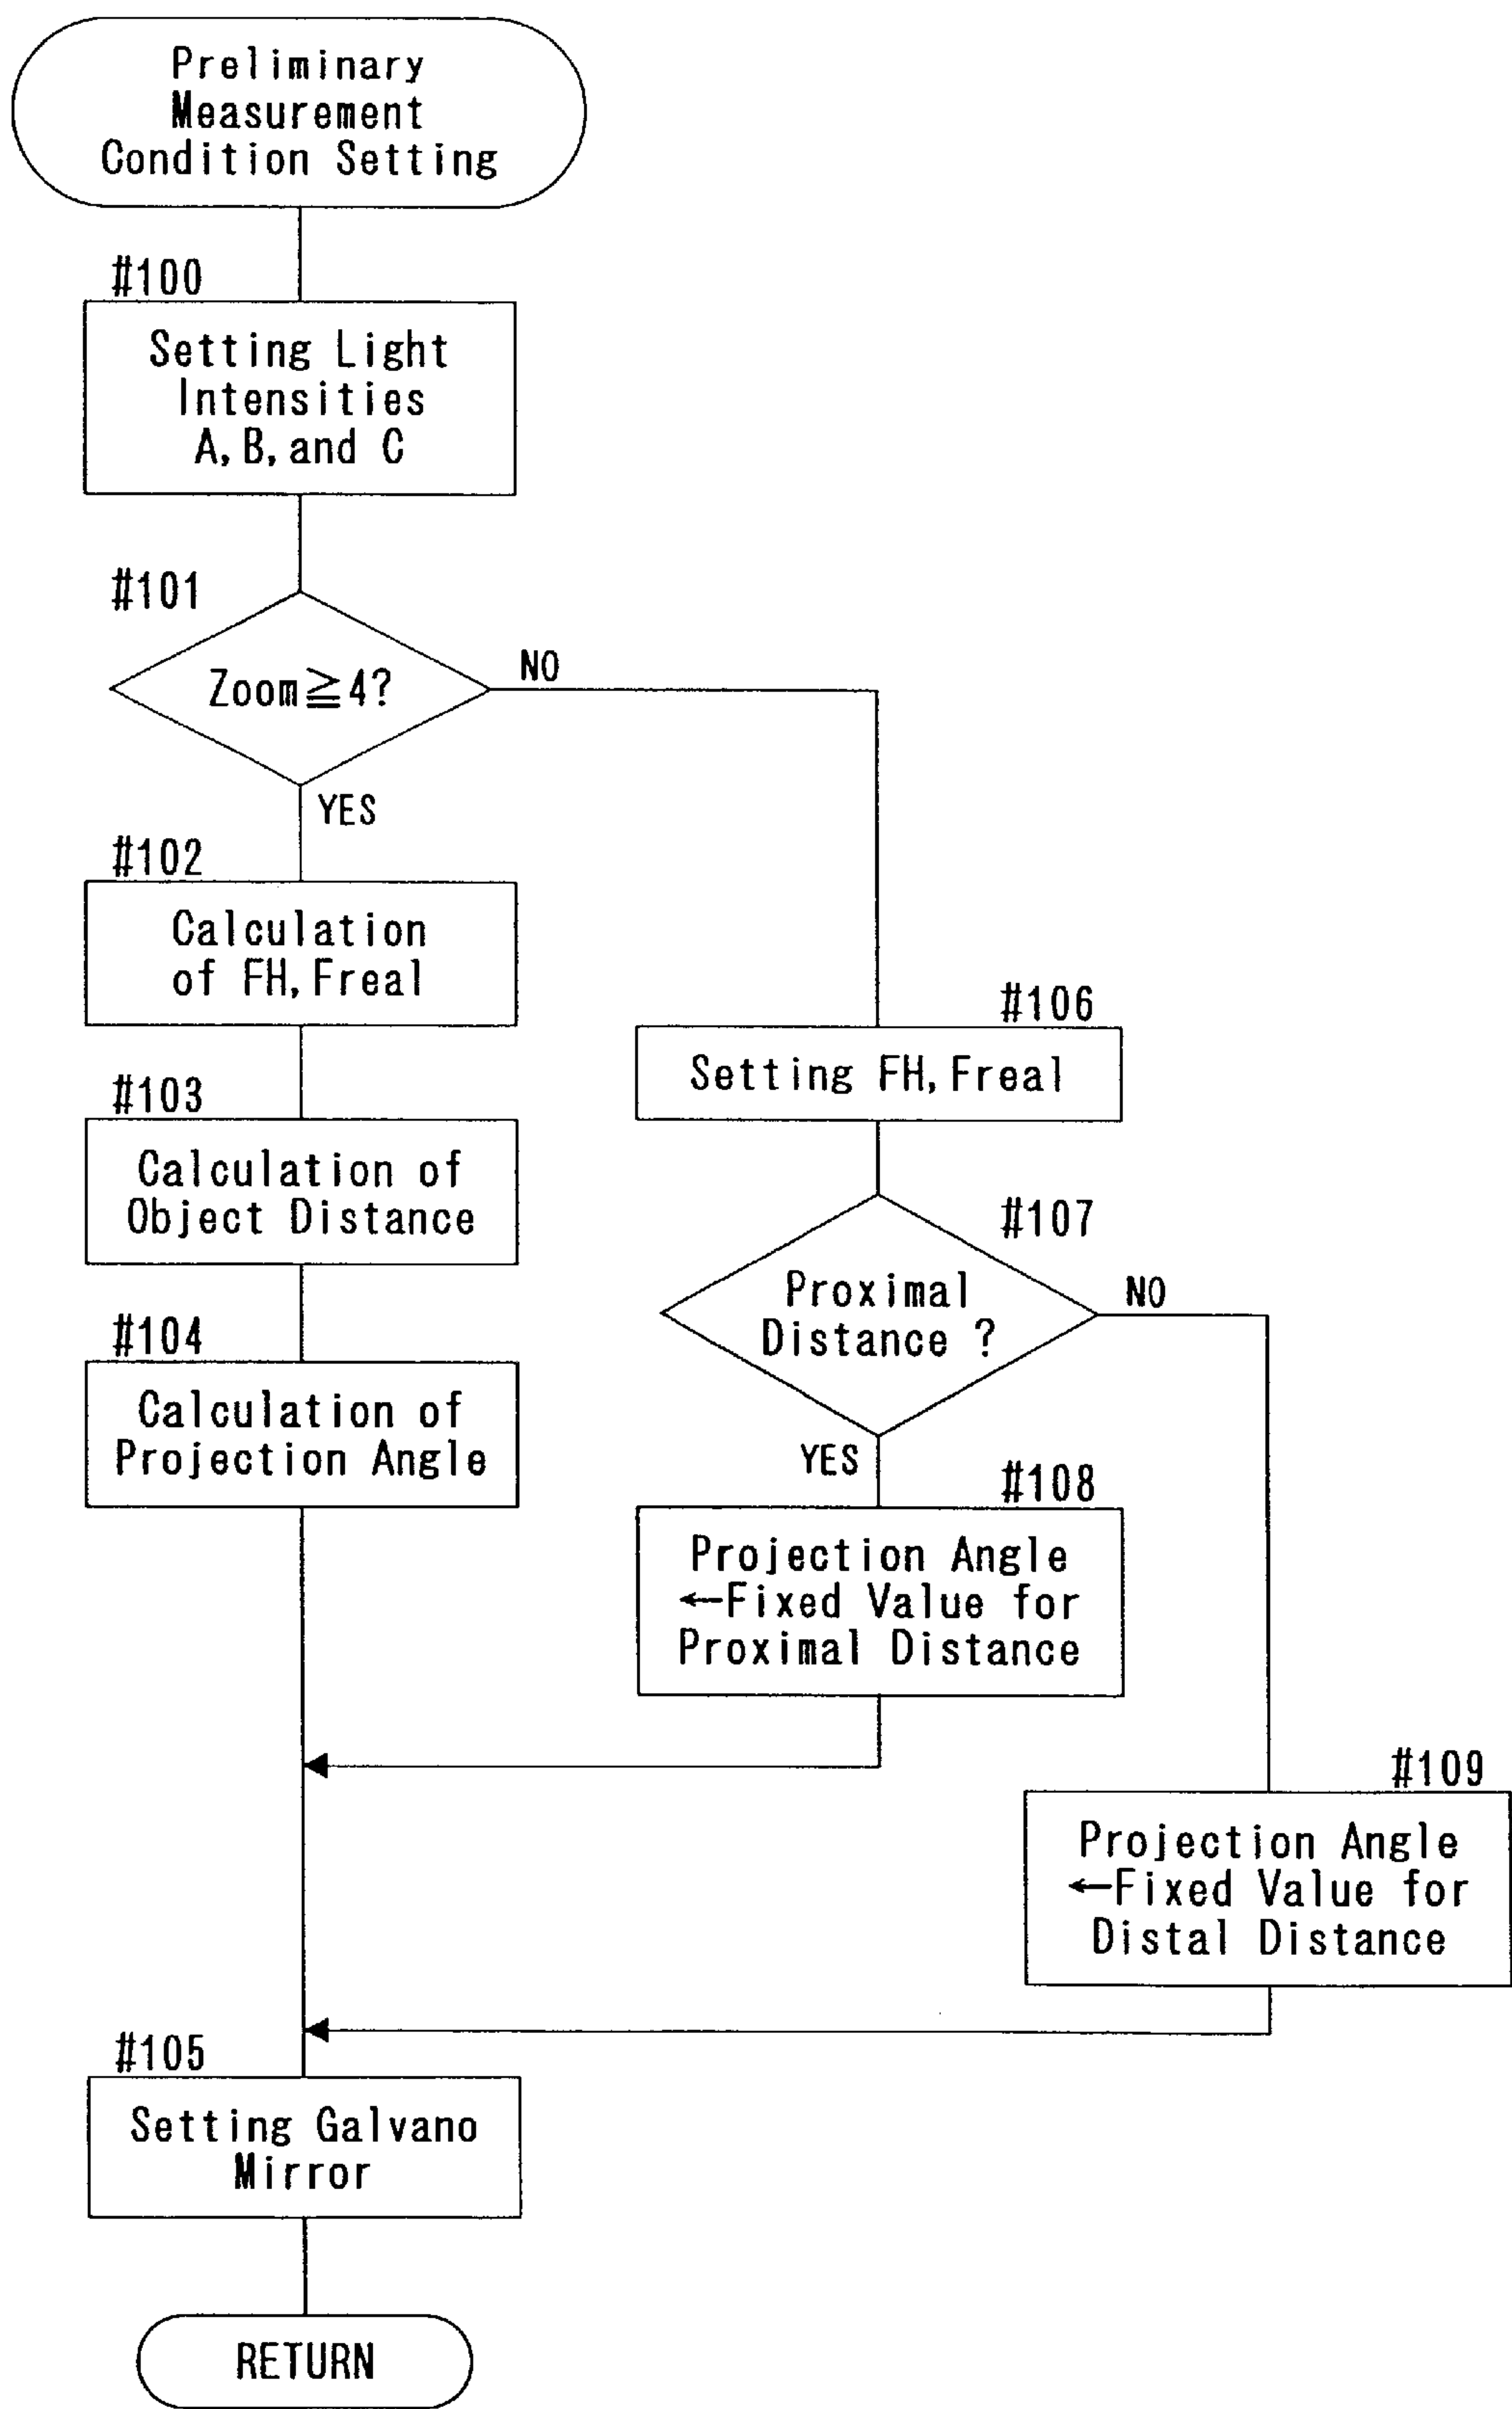 Preliminary
Measurement
Condition Setting
#100
Setting Light
Intensities
A, B, and C
#101
Zoom≧4?
NO
YES
#102
Calculation
of FH, Freal
#103
Calculation of
Object Distance
#104
Calculation of
Projection Angle
#106
Setting FH, Freal
#107
Proximal
Distance ?
NO
YES
#108
Projection Angle
←Fixed Value for
Proximal Distance
#109
Projection Angle
←Fixed Value for
Distal Distance
#105
Setting Galvano
Mirror
RETURN